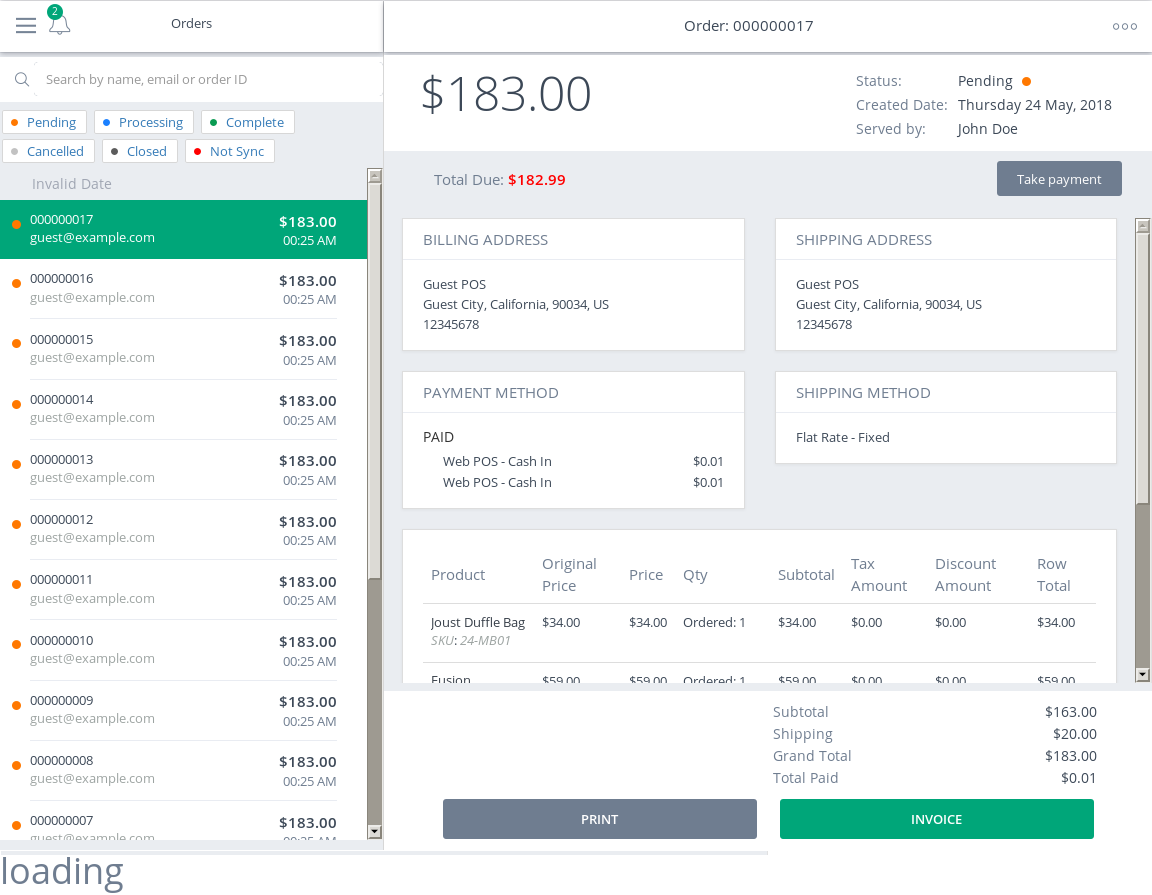 2
Orders
Search by name, email or order ID
Pending
Processing
Complete
Cancelled
Closed
Not Sync
Invalid Date
000000017 $183.00
guest@example.com 00:25 AM
000000016 $183.00
guest@example.com 00:25 AM
000000015 $183.00
guest@example.com 00:25 AM
000000014 $183.00
guest@example.com 00:25 AM
000000013 $183.00
guest@example.com 00:25 AM
000000012 $183.00
guest@example.com 00:25 AM
000000011 $183.00
guest@example.com 00:25 AM
000000010 $183.00
guest@example.com 00:25 AM
000000009 $183.00
guest@example.com 00:25 AM
000000008 $183.00
guest@example.com 00:25 AM
000000007 $183.00
guest@example.com 00:25 AM
Order: 000000017
$183.00
Status: Pending
Created Date: Thursday 24 May, 2018
Served by: John Doe
Total Due: $182.99
Take payment
BILLING ADDRESS
Guest POS
Guest City, California, 90034, US
12345678
SHIPPING ADDRESS
Guest POS
Guest City, California, 90034, US
12345678
PAYMENT METHOD
PAID
Web POS - Cash In $0.01
Web POS - Cash In $0.01
SHIPPING METHOD
Flat Rate - Fixed
Product Original Price Price Qty Subtotal Tax Amount Discount Amount Row Total
Joust Duffle Bag $34.00 $34.00 Ordered: 1 $34.00 $0.00 $0.00 $34.00
SKU: 24-MB01
Fusion $59.00 $59.00 Ordered: 1 $59.00 $0.00 $0.00 $59.00
Subtotal $163.00
Shipping $20.00
Grand Total $183.00
Total Paid $0.01
PRINT
INVOICE
loading